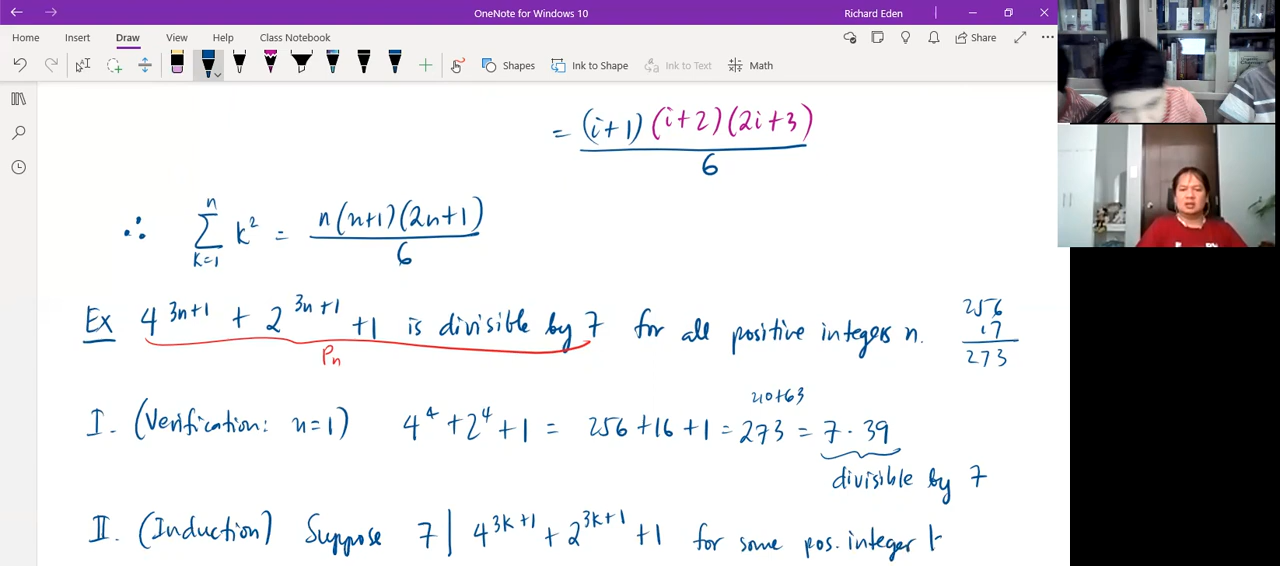 OneNote for Windows 10
Richard Eden
Home Insert Draw View Help Class Notebook
Share
Shapes Ink to Shape Ink to Text Math
= (i+1)(i+2)(2i+3)
6
∴ n∑k=1 k² = n(n+1)(2n+1)
6
Ex 4^(3n+1) + 2^(3n+1) + 1 is divisible by 7 for all positive integers n.
Pn
256
17
273
I. (Verification: n=1) 4⁴ + 2⁴ + 1 = 256 + 16 + 1 = 273 = 7 · 39
210+63
divisible by 7
II. (Induction) Suppose 7 | 4^(3k+1) + 2^(3k+1) + 1 for some pos. integer